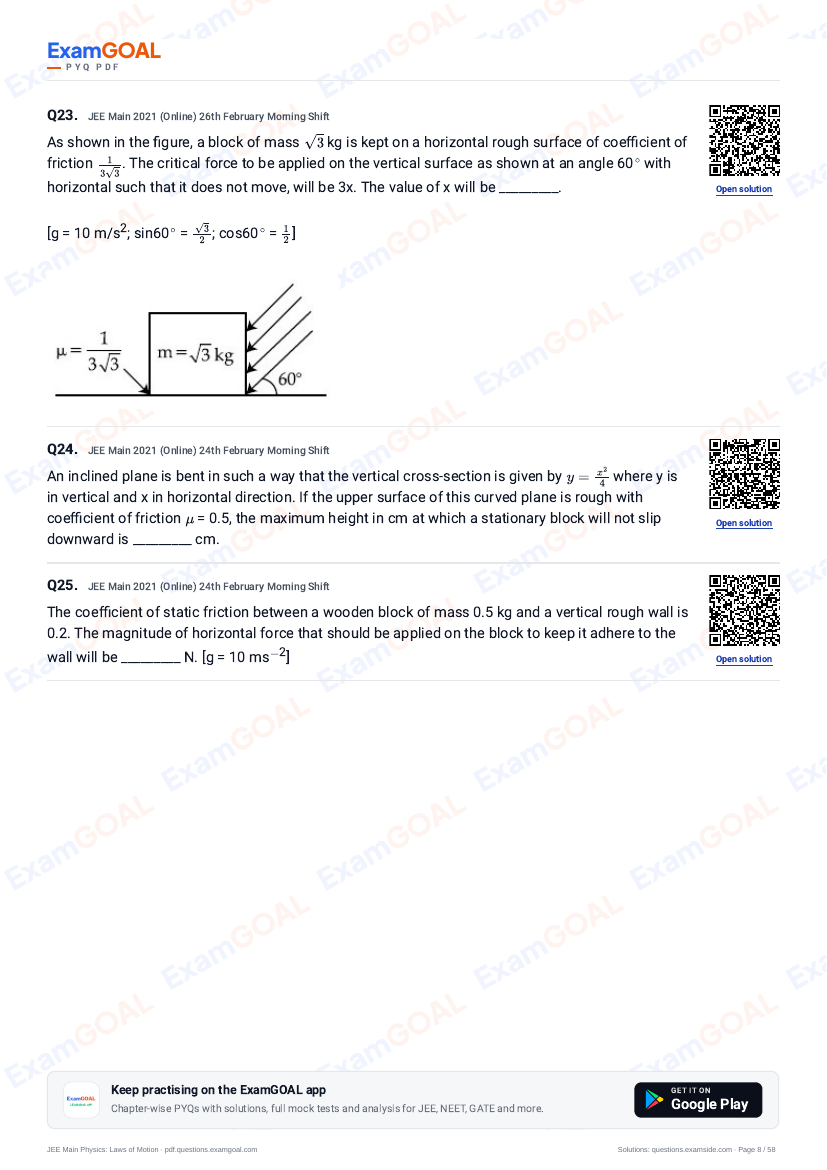 ExamGOAL
PYQ PDF
Q23. JEE Main 2021 (Online) 26th February Morning Shift
As shown in the figure, a block of mass √3 kg is kept on a horizontal rough surface of coefficient of
friction 1/(3√3). The critical force to be applied on the vertical surface as shown at an angle 60° with
horizontal such that it does not move, will be 3x. The value of x will be _________.
Open solution
[g = 10 m/s²; sin60° = √3/2; cos60° = 1/2]
μ = 1/(3√3)
m = √3 kg
60°
Q24. JEE Main 2021 (Online) 24th February Morning Shift
An inclined plane is bent in such a way that the vertical cross-section is given by y = x²/4 where y is
in vertical and x in horizontal direction. If the upper surface of this curved plane is rough with
coefficient of friction μ = 0.5, the maximum height in cm at which a stationary block will not slip
downward is _________ cm.
Open solution
Q25. JEE Main 2021 (Online) 24th February Morning Shift
The coefficient of static friction between a wooden block of mass 0.5 kg and a vertical rough wall is
0.2. The magnitude of horizontal force that should be applied on the block to keep it adhere to the
wall will be _________ N. [g = 10 ms⁻²]
Open solution
ExamGOAL
Keep practising on the ExamGOAL app
Chapter-wise PYQs with solutions, full mock tests and analysis for JEE, NEET, GATE and more.
GET IT ON
Google Play
JEE Main Physics: Laws of Motion · pdf.questions.examgoal.com
Solutions: questions.examside.com · Page 8 / 58